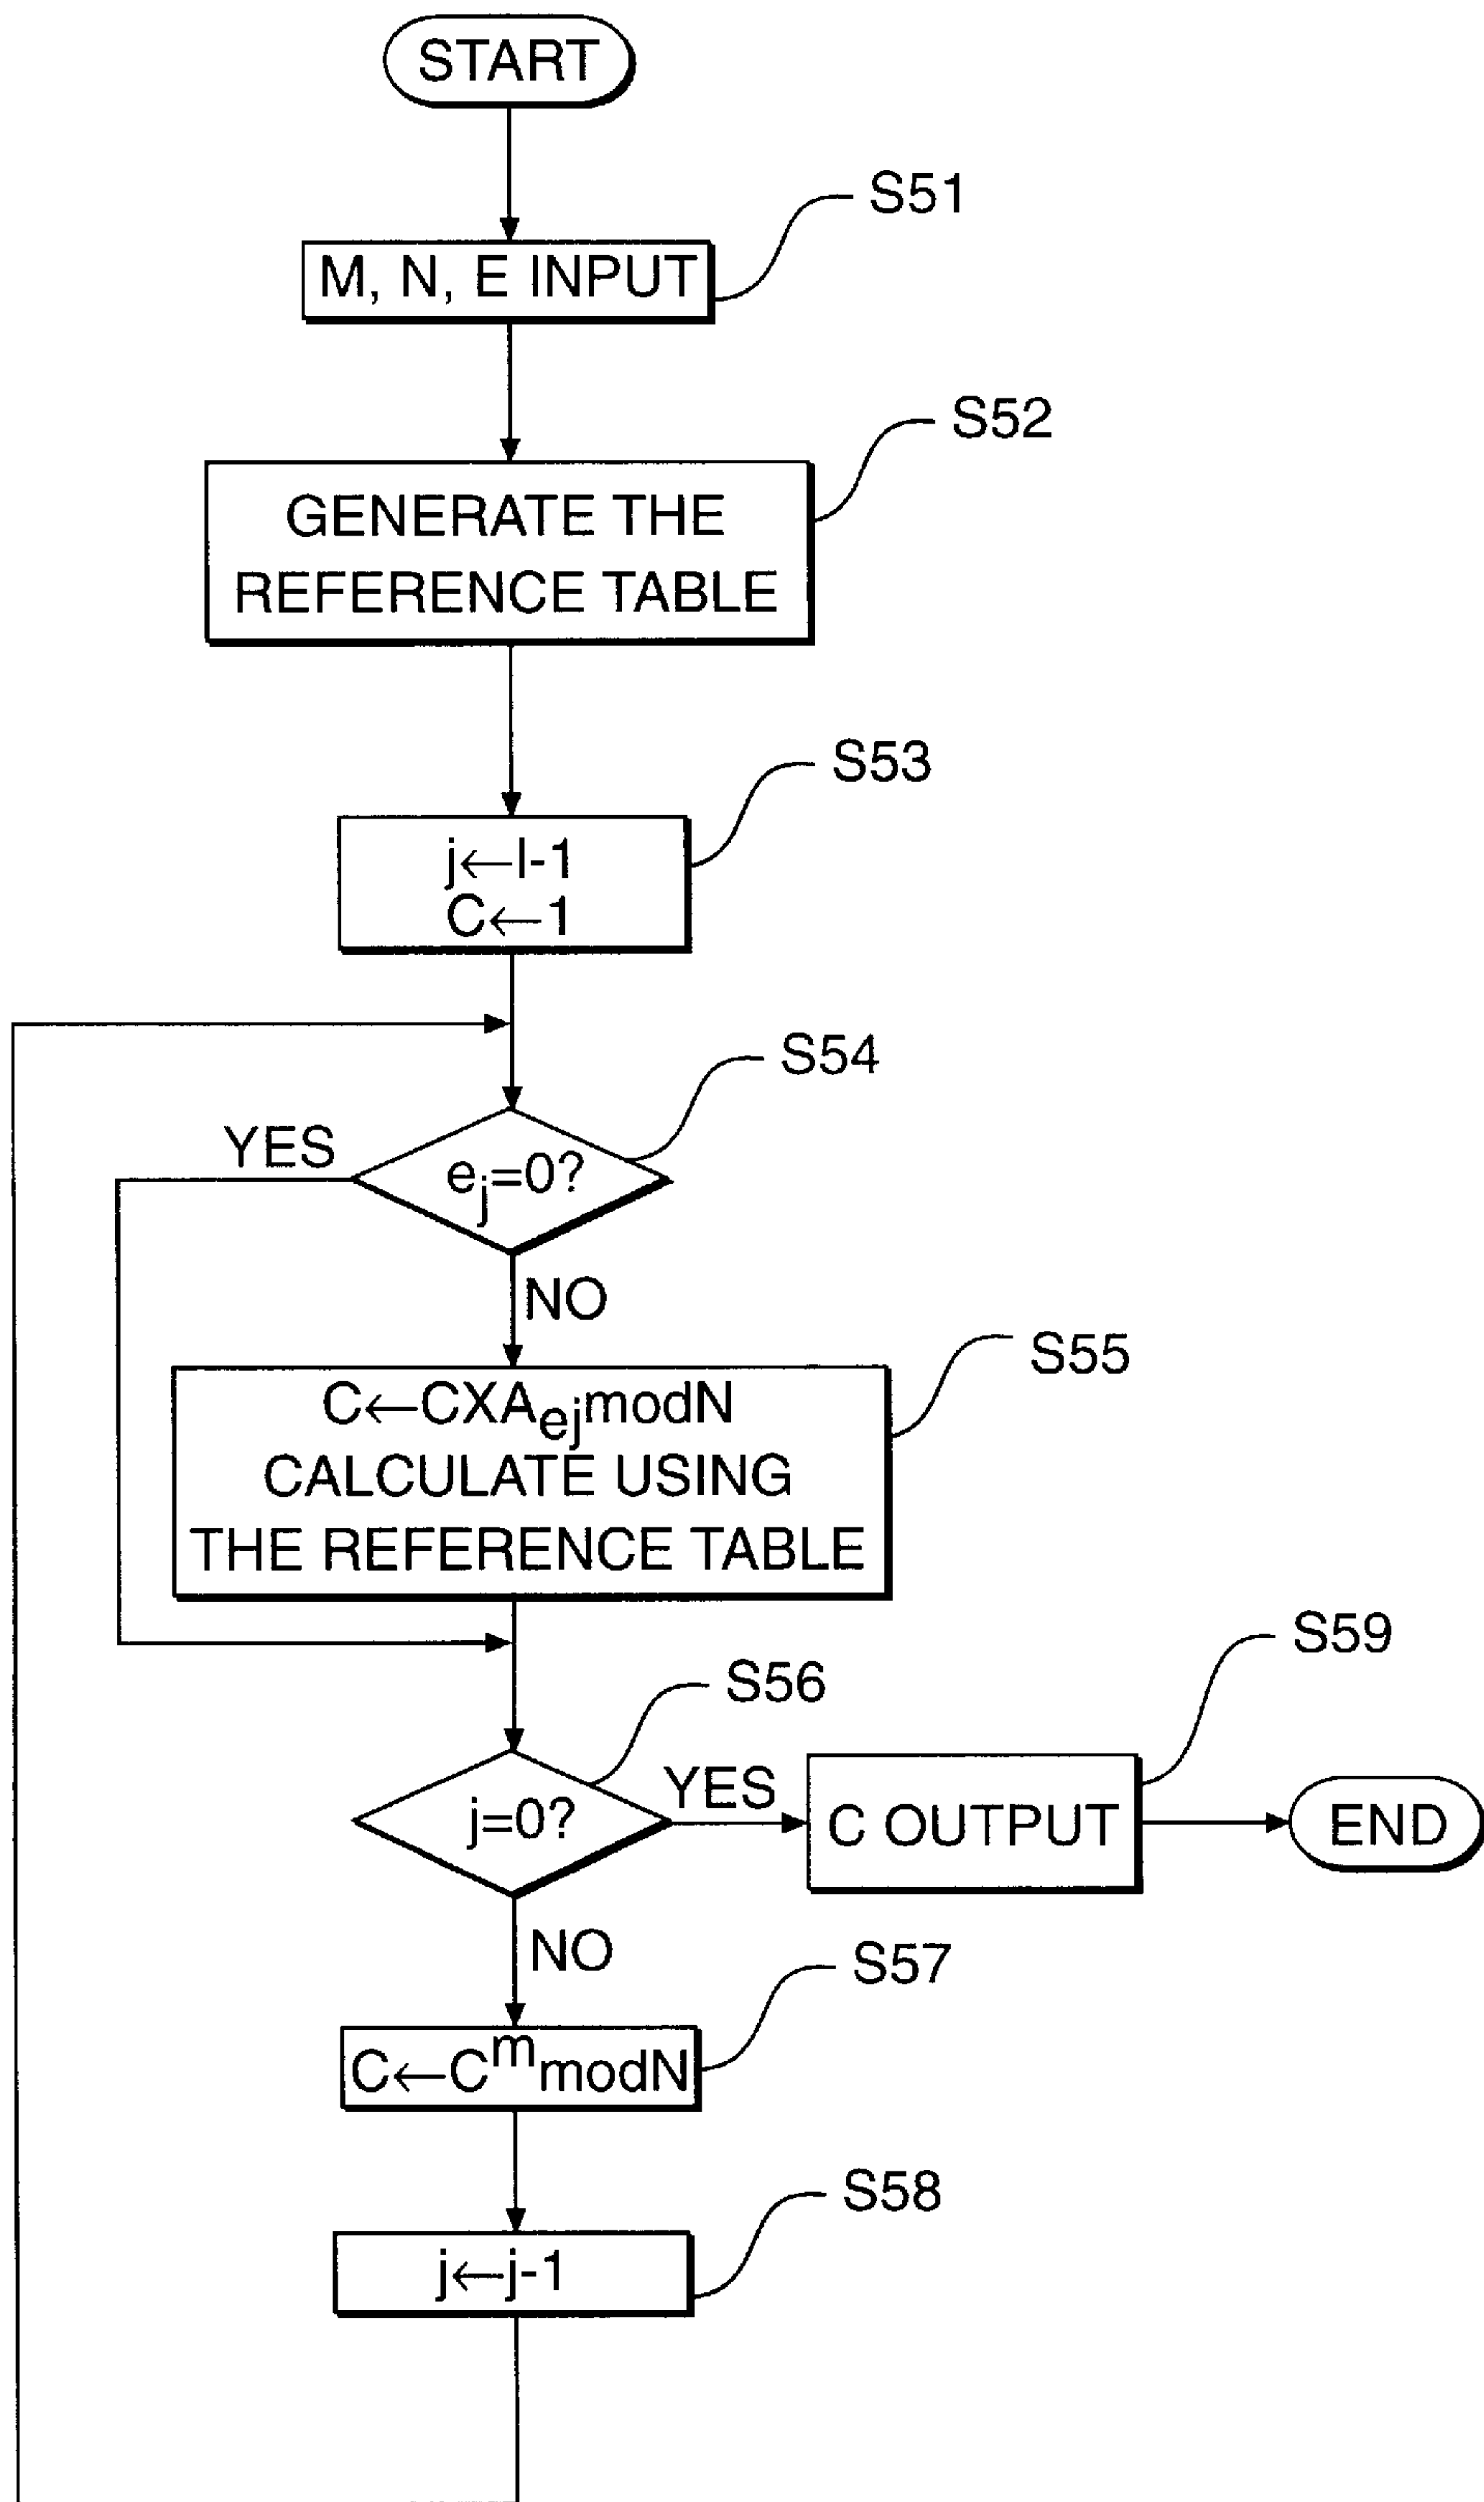 START
S51
M, N, E INPUT
S52
GENERATE THE
REFERENCE TABLE
S53
j←l-1
C←1
S54
YES
ej=0?
NO
S55
C←CXAejmodN
CALCULATE USING
THE REFERENCE TABLE
S59
S56
YES
j=0?
C OUTPUT
END
NO
S57
C←CmmodN
S58
j←j-1